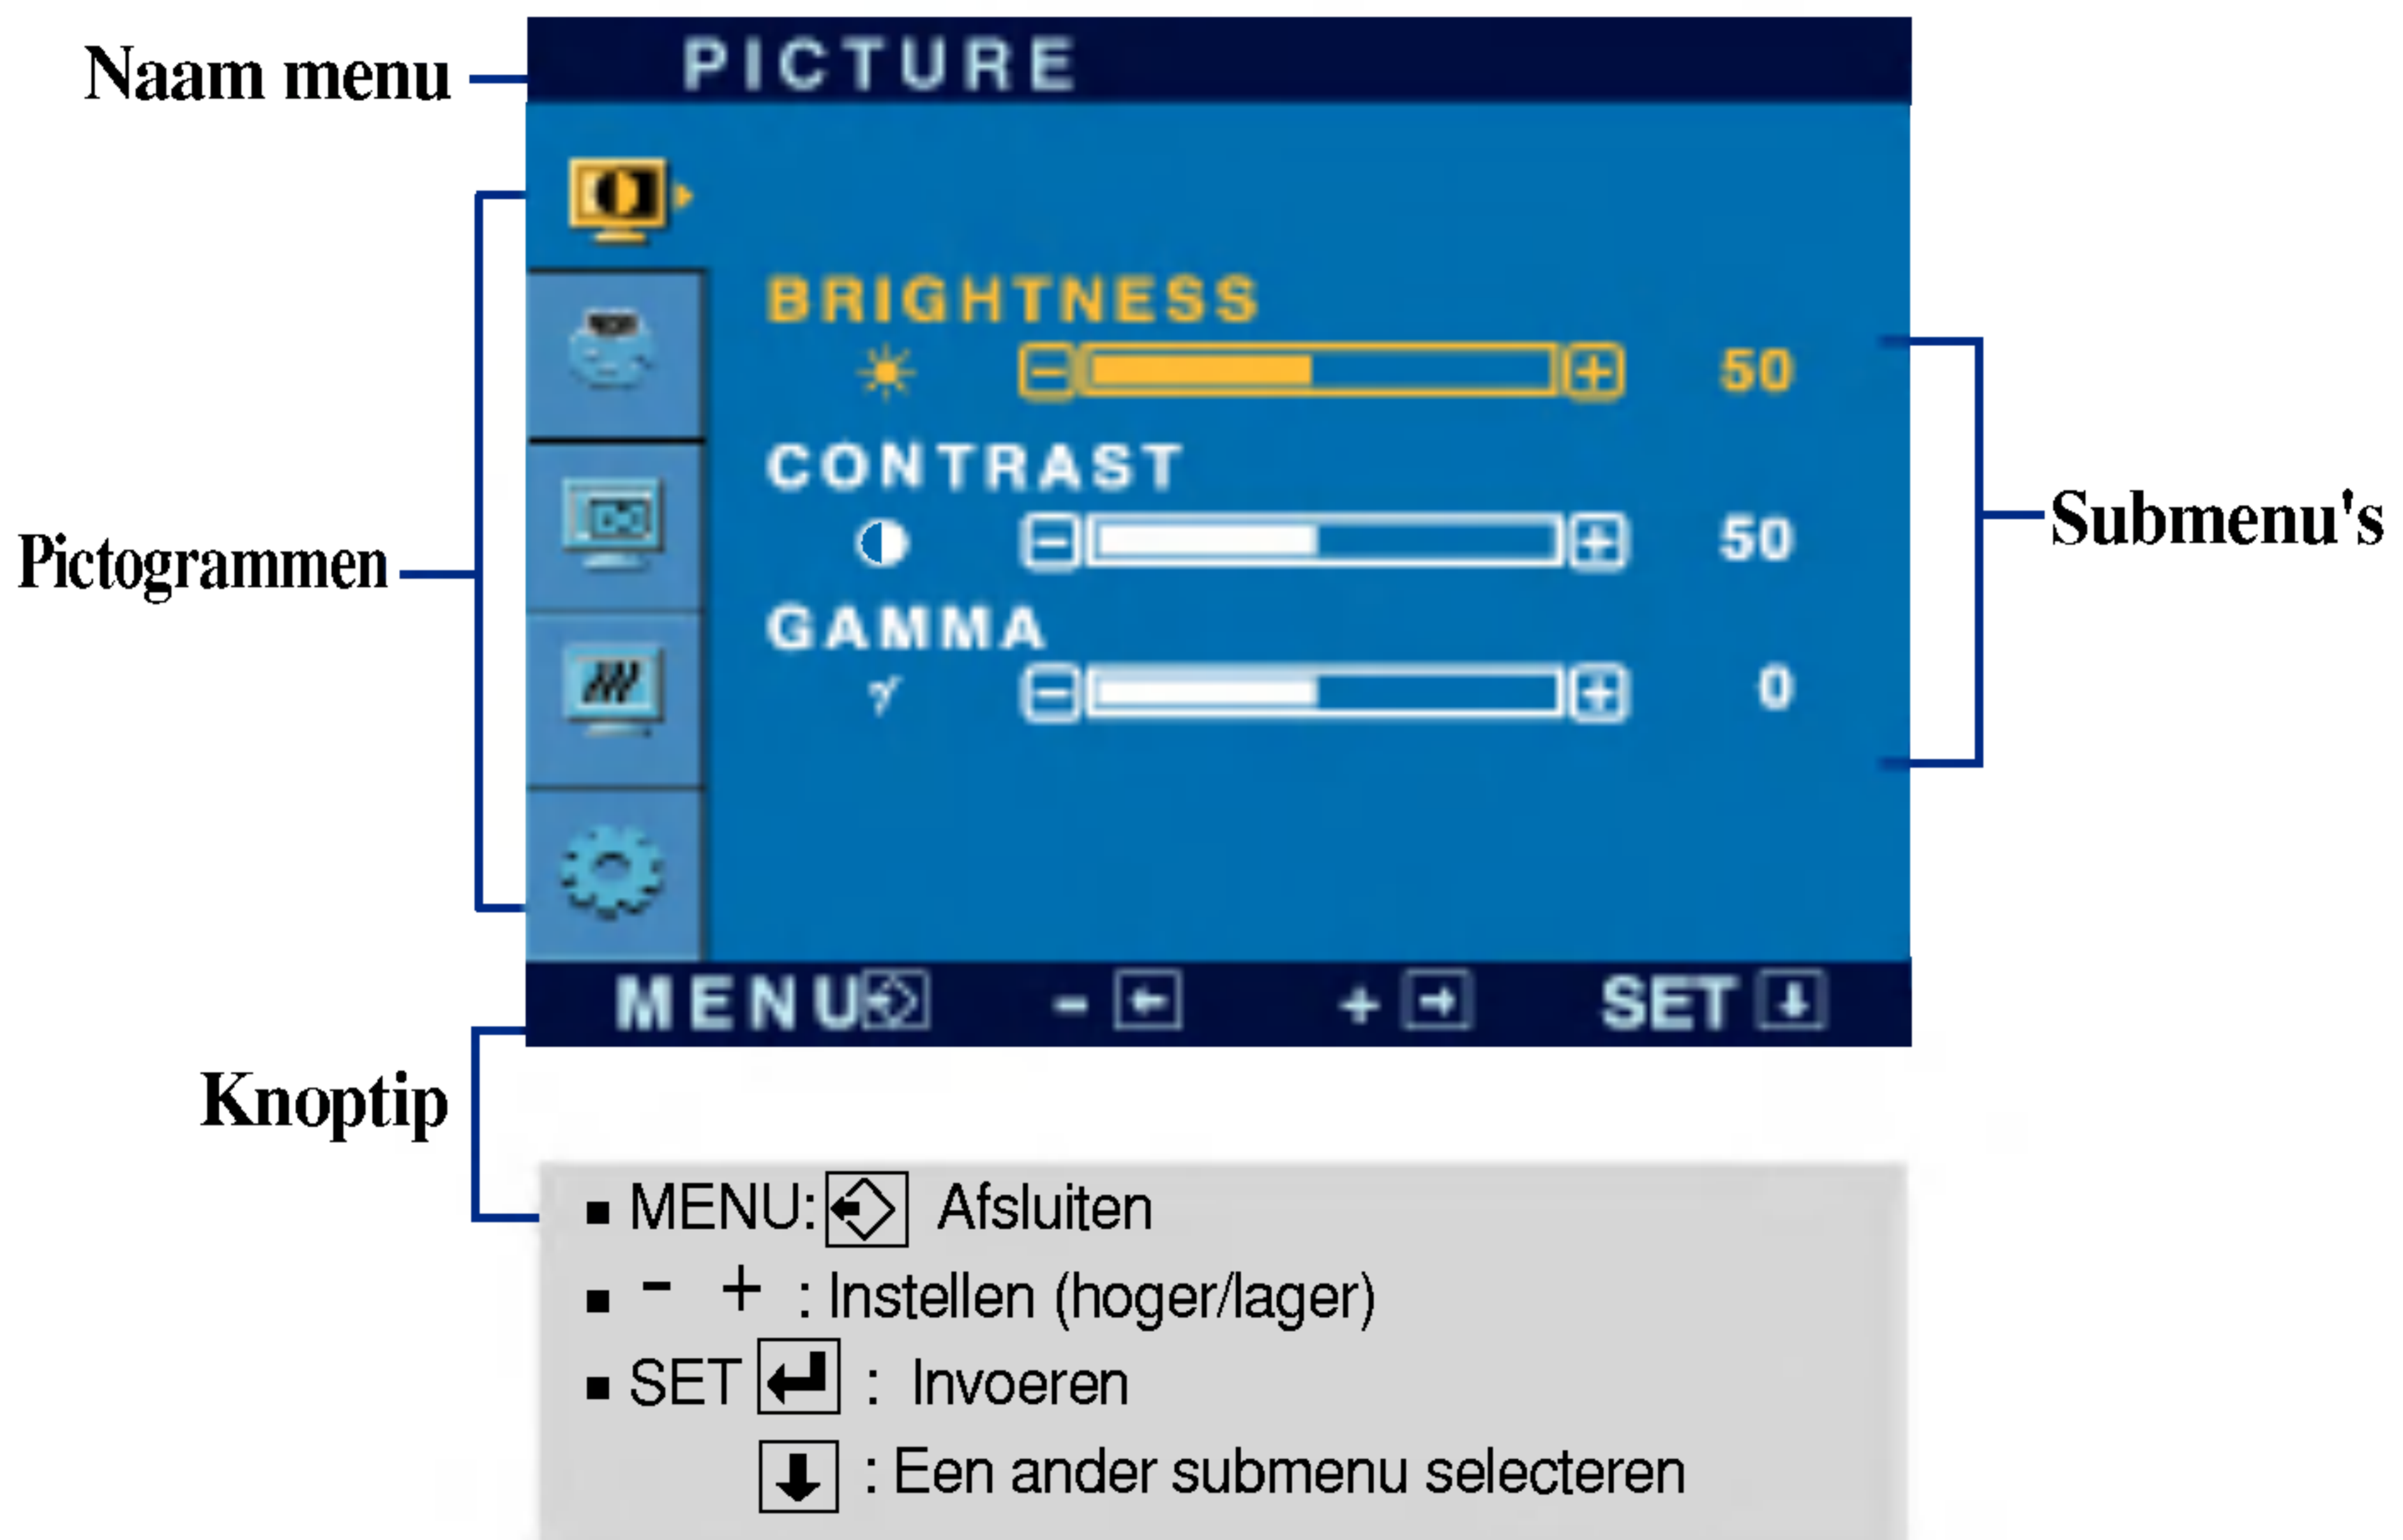 Naam menu
PICTURE
BRIGHTNESS
50
CONTRAST
50
Submenu's
Pictogrammen
GAMMA
0
MENU - + SET
Knoptip
■ MENU: Afsluiten
■ - + : Instellen (hoger/lager)
■ SET : Invoeren
: Een ander submenu selecteren